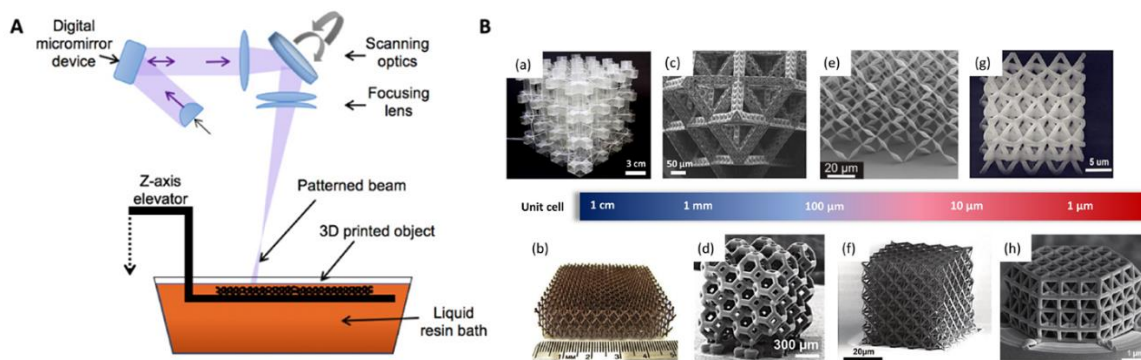 A
Digital
micromirror
device
Scanning
optics
Focusing
lens
Patterned
beam
Z-axis
elevator
3D printed object
Liquid
resin bath
B
(a)
3 cm
(c)
50 μm
(e)
20 μm
(g)
5 um
Unit cell
1 cm
1 mm
100 μm
10 μm
1 μm
(b)
(d)
300 μm
(f)
20μm
(h)